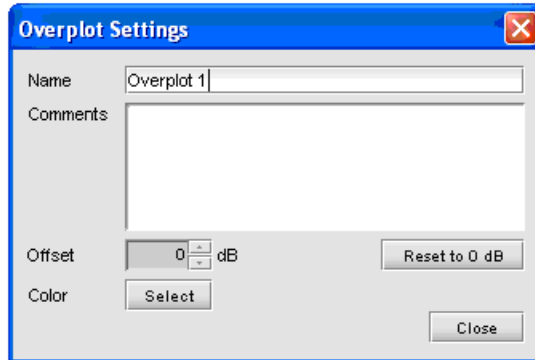 Overplot Settings
Name Overplot 1
Comments
Offset 0 dB Reset to 0 dB
Color Select
Close